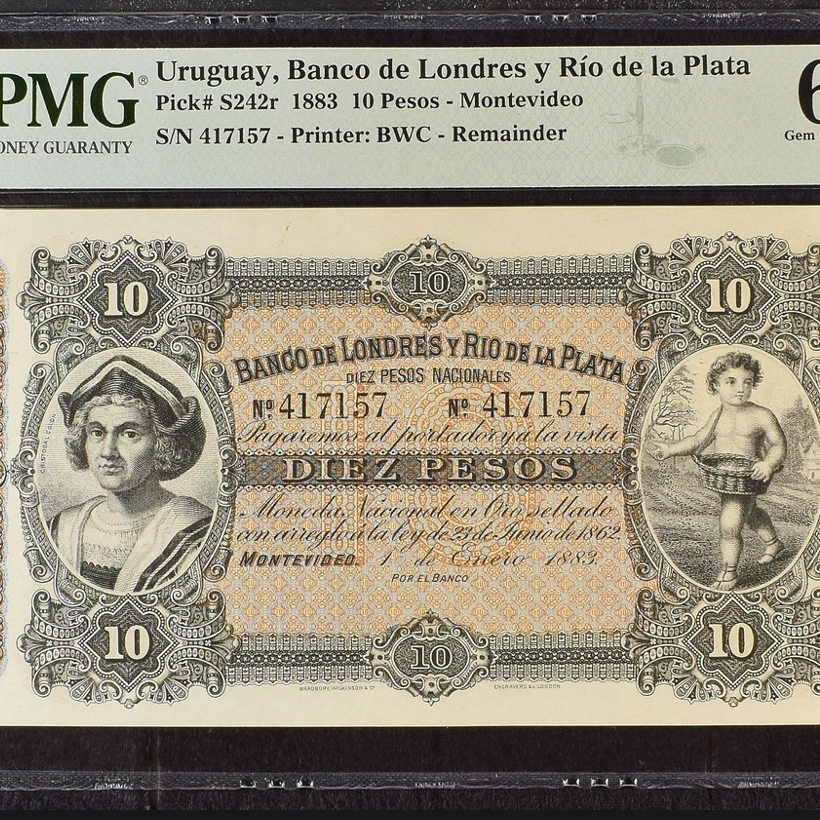 PMG®
Uruguay, Banco de Londres y Río de la Plata
Pick# S242r 1883 10 Pesos - Montevideo
S/N 417157 - Printer: BWC - Remainder
MONEY GUARANTY
6
Gem
10
10
10
BANCO DE LONDRES Y RIO DE LA PLATA
DIEZ PESOS NACIONALES
Nº 417157 Nº 417157
Pagaremos al portador y a la vista
DIEZ PESOS
Moneda Nacional en Oro sellado
con arreglo á la ley de 23 de Junio de 1862.
MONTEVIDEO, 1 de Enero 1883.
POR EL BANCO
CRISTOBAL COLON
10
10
10
BRADBURY, WILKINSON & Cº
ENGRAVERS &c LONDON